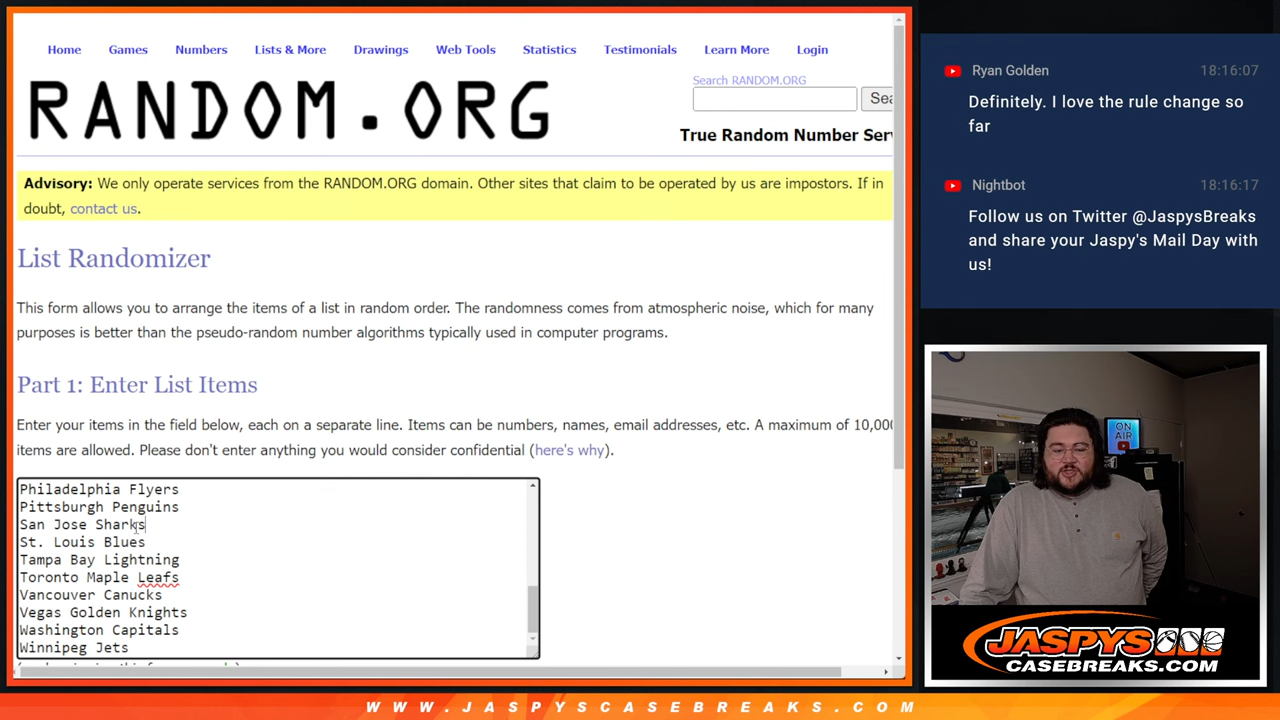 Home Games Numbers Lists & More Drawings Web Tools Statistics Testimonials Learn More Login
RANDOM.ORG
Search RANDOM.ORG
Sea
True Random Number Serv
Advisory: We only operate services from the RANDOM.ORG domain. Other sites that claim to be operated by us are impostors. If in
doubt, contact us.
List Randomizer
This form allows you to arrange the items of a list in random order. The randomness comes from atmospheric noise, which for many
purposes is better than the pseudo-random number algorithms typically used in computer programs.
Part 1: Enter List Items
Enter your items in the field below, each on a separate line. Items can be numbers, names, email addresses, etc. A maximum of 10,000
items are allowed. Please don't enter anything you would consider confidential (here's why).
Philadelphia Flyers
Pittsburgh Penguins
San Jose Sharks
St. Louis Blues
Tampa Bay Lightning
Toronto Maple Leafs
Vancouver Canucks
Vegas Golden Knights
Washington Capitals
Winnipeg Jets
Ryan Golden 18:16:07
Definitely. I love the rule change so
far
Nightbot 18:16:17
Follow us on Twitter @JaspysBreaks
and share your Jaspy's Mail Day with
us!
ON
AIR
JASPYS
CASEBREAKS.COM
WWW.JASPYSCASEBREAKS.COM